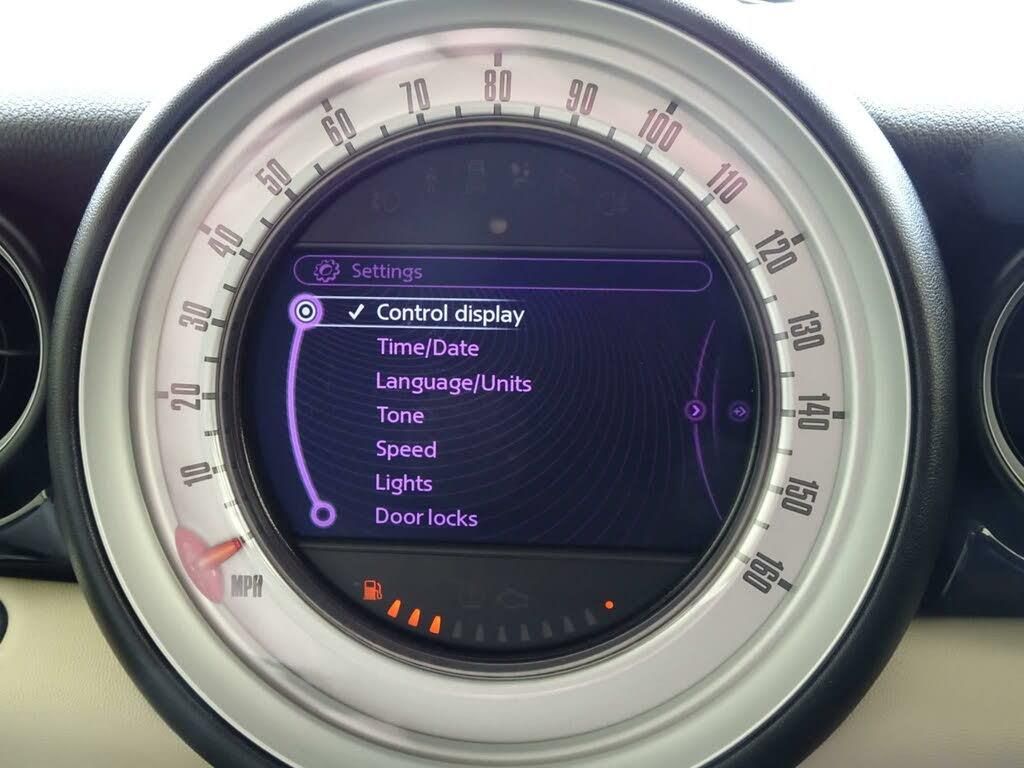 80
70
90
60
100
50
110
40
120
30
130
20
140
10
150
160
MPH
Settings
Control display
Time/Date
Language/Units
Tone
Speed
Lights
Door locks